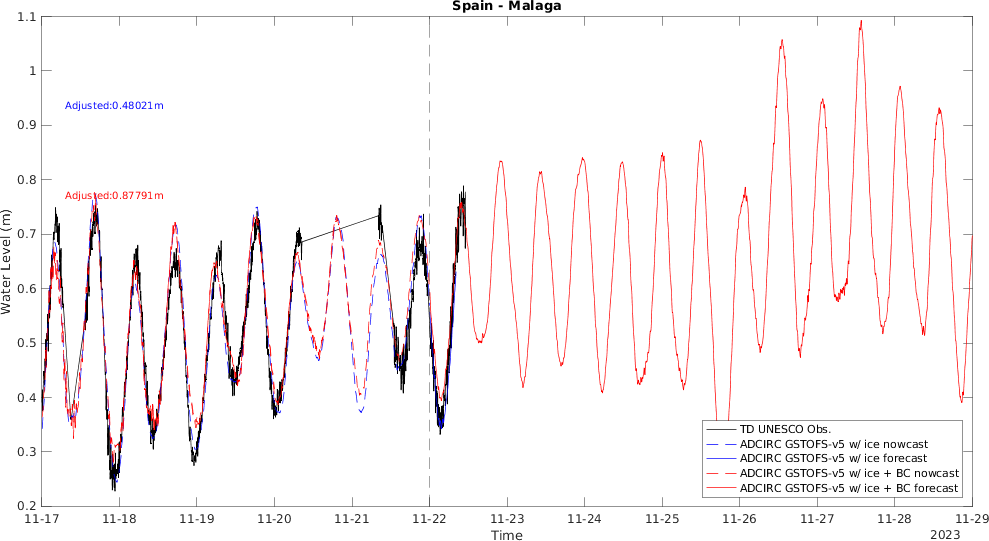 Spain - Malaga
Water Level (m)
1.1
1
0.9
0.8
0.7
0.6
0.5
0.4
0.3
0.2
Adjusted:0.48021m
Adjusted:0.87791m
TD UNESCO Obs.
ADCIRC GSTOFS-v5 w/ ice nowcast
ADCIRC GSTOFS-v5 w/ ice forecast
ADCIRC GSTOFS-v5 w/ ice + BC nowcast
ADCIRC GSTOFS-v5 w/ ice + BC forecast
11-17 11-18 11-19 11-20 11-21 11-22 11-23 11-24 11-25 11-26 11-27 11-28 11-29
Time
2023